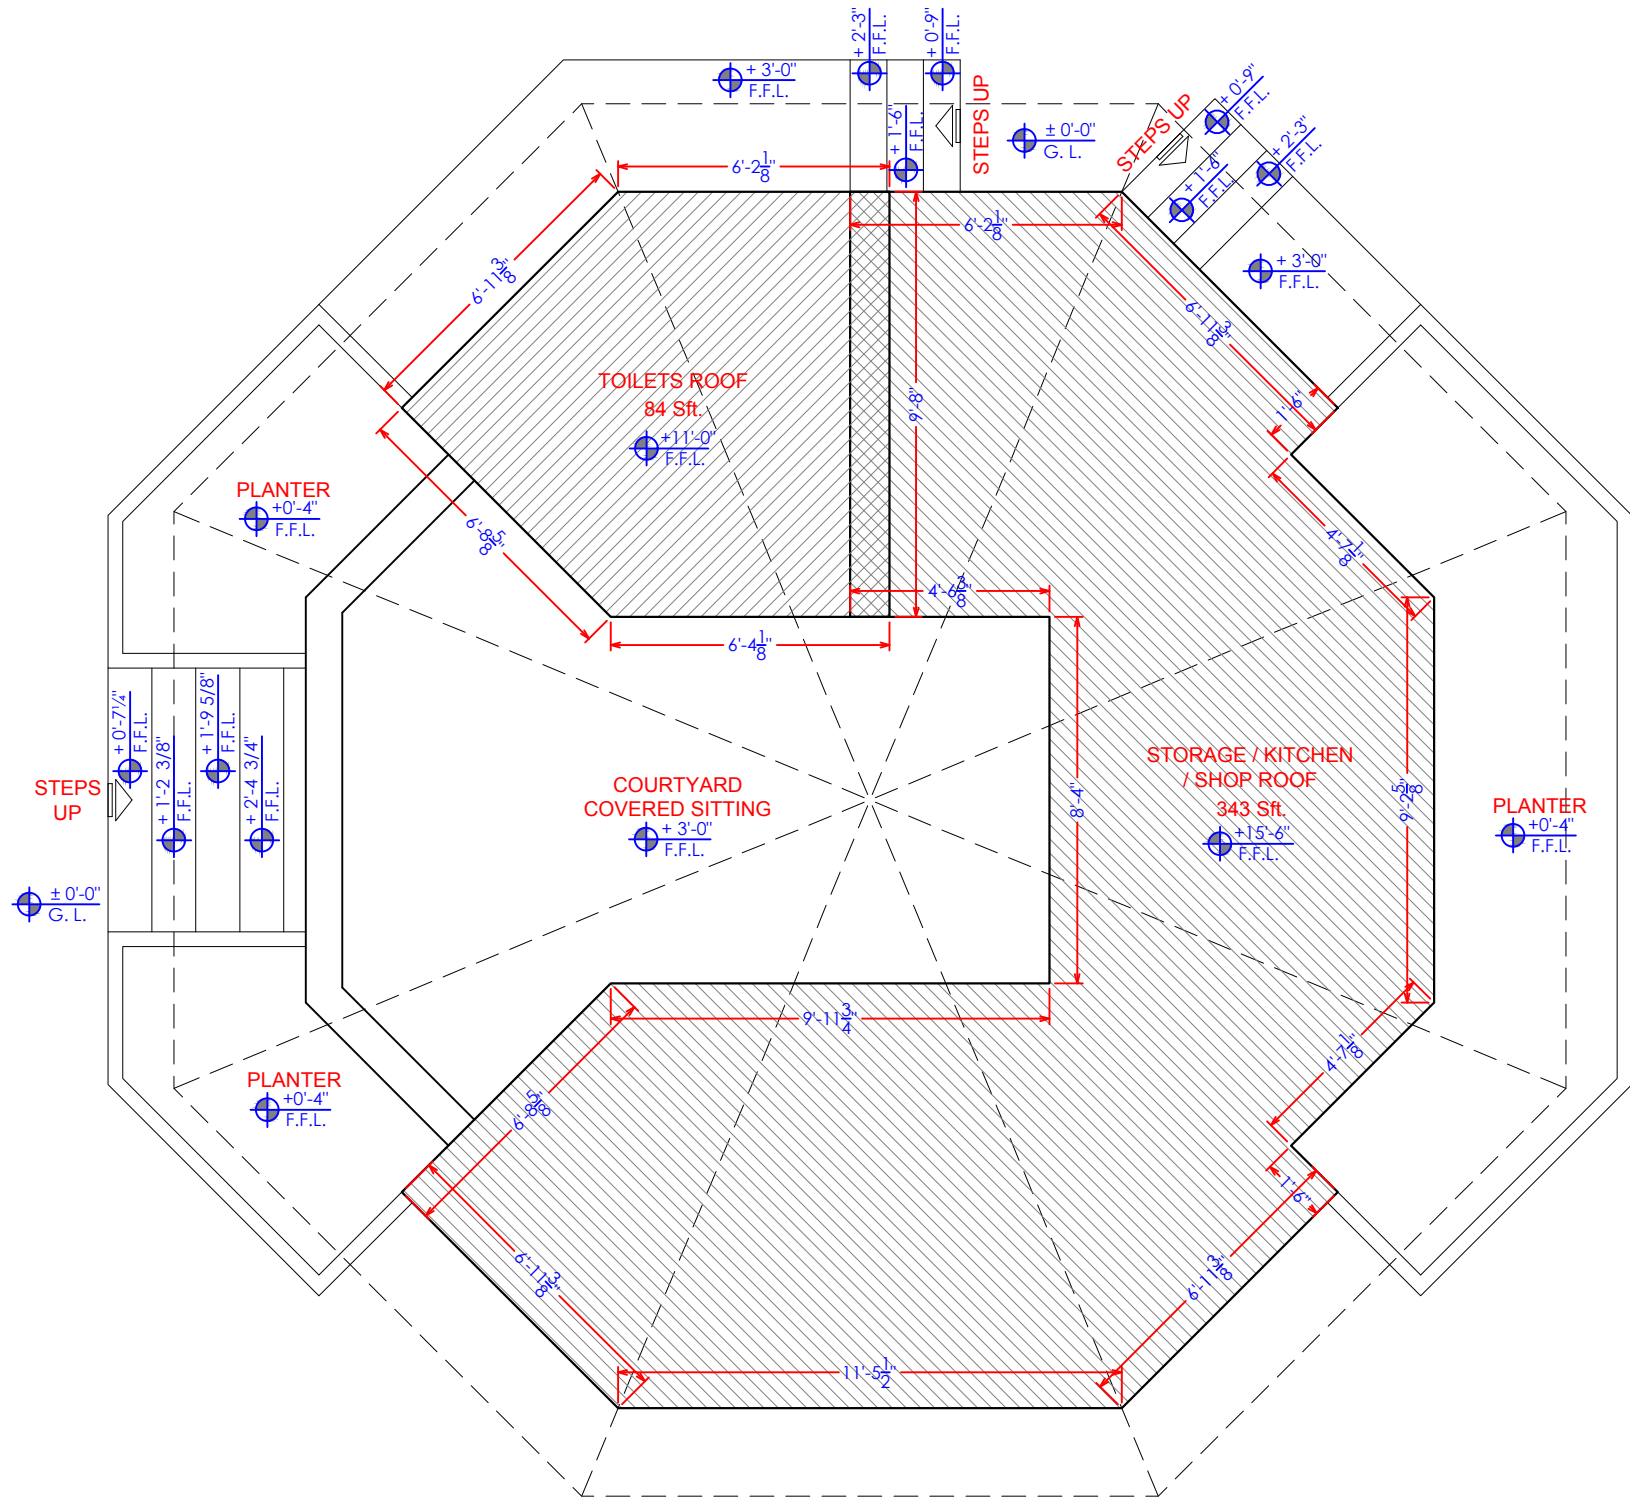 + 2'-3"
F.F.L.
+ 0'-9"
F.F.L.
+ 3'-0"
F.F.L.
+ 1'-6"
F.F.L.
STEPS UP
± 0'-0"
G. L.
STEPS UP
+ 0'-9"
F.F.L.
+ 2'-3"
F.F.L.
+ 1'-6"
F.F.L.
+ 3'-0"
F.F.L.
6'-2 1/8"
6'-2 1/8"
6'-11 3/8"
6'-11 3/8"
1'-6"
9'-8"
TOILETS ROOF
84 Sft.
+11'-0"
F.F.L.
PLANTER
+0'-4"
F.F.L.
6'-8 5/8"
4'-7 1/8"
4'-6 3/8"
6'-4 1/8"
+ 0'-7 1/4"
F.F.L.
+ 1'-2 3/8"
F.F.L.
+ 1'-9 5/8"
F.F.L.
+ 2'-4 3/4"
F.F.L.
STEPS
UP
± 0'-0"
G. L.
COURTYARD
COVERED SITTING
+ 3'-0"
F.F.L.
8'-4"
STORAGE / KITCHEN
/ SHOP ROOF
343 Sft.
+15'-6"
F.F.L.
9'-2 5/8"
PLANTER
+0'-4"
F.F.L.
9'-11 3/4"
4'-7 1/8"
PLANTER
+0'-4"
F.F.L.
6'-8 5/8"
1'-6"
6'-11 3/8"
6'-11 3/8"
11'-5 1/2"